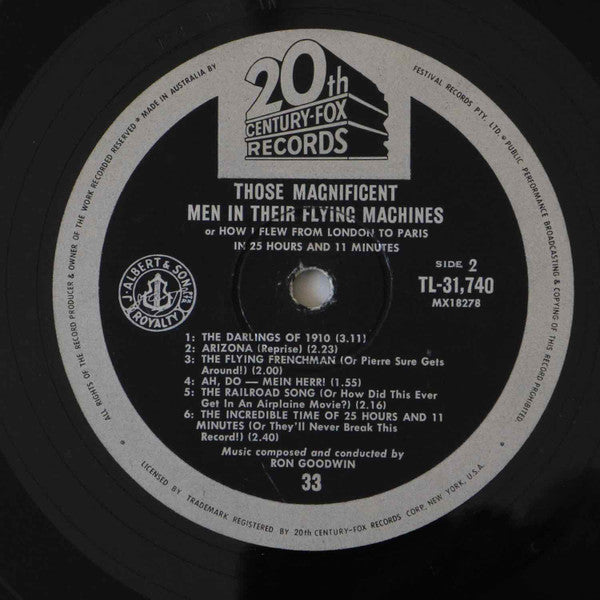 20th
CENTURY-FOX
RECORDS
THOSE MAGNIFICENT
MEN IN THEIR FLYING MACHINES
or HOW I FLEW FROM LONDON TO PARIS
IN 25 HOURS AND 11 MINUTES
SIDE 2
TL-31,740
MX18278
J. ALBERT & SON PTY. LTD.
ROYALTY
1: THE DARLINGS OF 1910 (3.11)
2: ARIZONA (Reprise) (2.23)
3: THE FLYING FRENCHMAN (Or Pierre Sure Gets
Around!) (2.00)
4: AH, DO — MEIN HERR! (1.55)
5: THE RAILROAD SONG (Or How Did This Ever
Get In An Airplaine Movie?) (2.16)
6: THE INCREDIBLE TIME OF 25 HOURS AND 11
MINUTES (Or They'll Never Break This
Record!) (2.40)
Music composed and conducted by
RON GOODWIN
33
ALL RIGHTS OF THE RECORD PRODUCER & OWNER OF THE WORK RECORDED RESERVED * MADE IN AUSTRALIA BY
FESTIVAL RECORDS PTY. LTD. * PUBLIC PERFORMANCE BROADCASTING & COPYING OF THIS RECORD PROHIBITED
* LICENSED BY TRADEMARK REGISTERED BY 20th CENTURY-FOX RECORDS CORP. NEW YORK, U.S.A. *